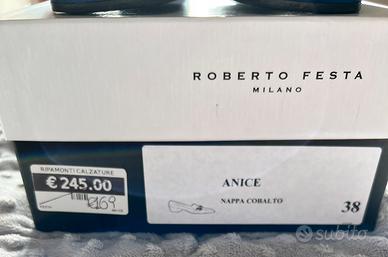 ROBERTO FESTA
MILANO
RIPAMONTI CALZATURE
€ 245.00
169
ANICE
NAPPA COBALTO
38
subito